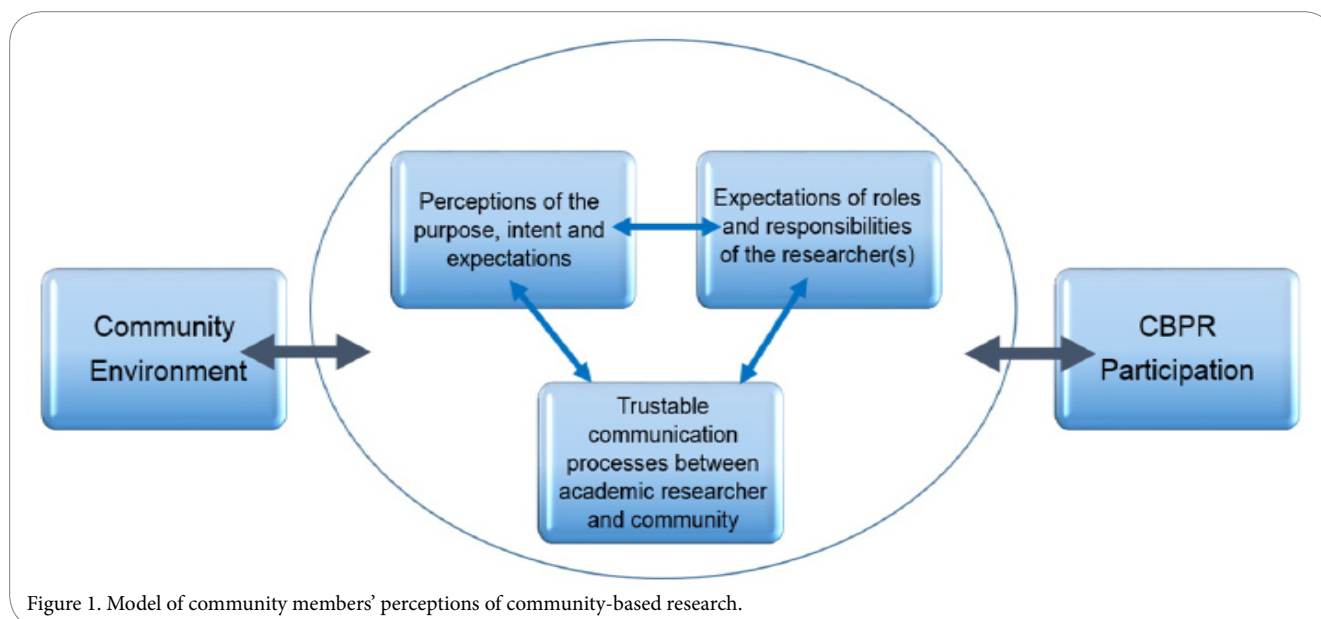 Perceptions of the
purpose, intent and
expectations
Expectations of roles
and responsibilities
of the researcher(s)
Community
Environment
CBPR
Participation
Trustable
communication
processes between
academic researcher
and community
Figure 1. Model of community members’ perceptions of community-based research.